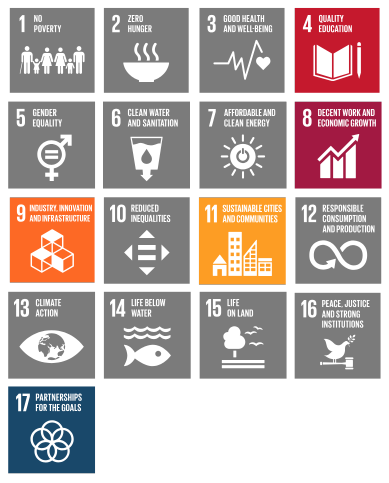 1 NO
POVERTY
2 ZERO
HUNGER
3 GOOD HEALTH
AND WELL-BEING
4 QUALITY
EDUCATION
5 GENDER
EQUALITY
6 CLEAN WATER
AND SANITATION
7 AFFORDABLE AND
CLEAN ENERGY
8 DECENT WORK AND
ECONOMIC GROWTH
9 INDUSTRY, INNOVATION
AND INFRASTRUCTURE
10 REDUCED
INEQUALITIES
11 SUSTAINABLE CITIES
AND COMMUNITIES
12 RESPONSIBLE
CONSUMPTION
AND PRODUCTION
13 CLIMATE
ACTION
14 LIFE BELOW
WATER
15 LIFE
ON LAND
16 PEACE, JUSTICE
AND STRONG
INSTITUTIONS
17 PARTNERSHIPS
FOR THE GOALS